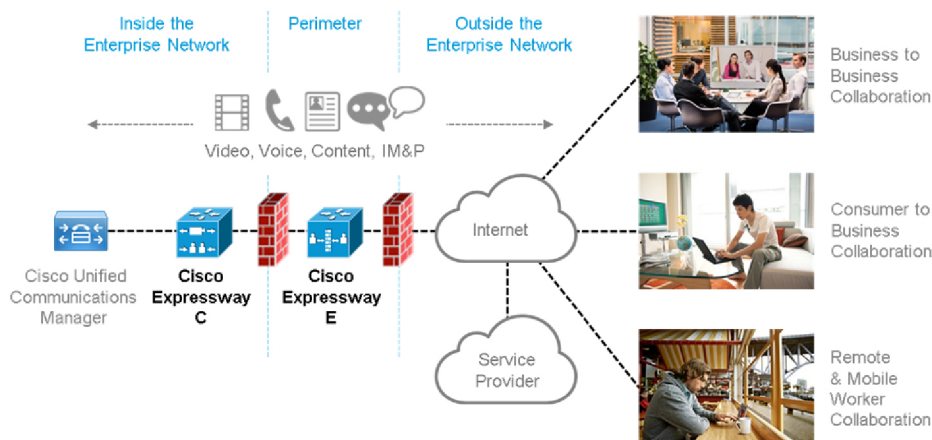 Inside the
Enterprise Network
Perimeter
Outside the
Enterprise Network
Video, Voice, Content, IM&P
Business to
Business
Collaboration
Internet
Consumer to
Business
Collaboration
Cisco Unified
Communications
Manager
Cisco
Expressway
C
Cisco
Expressway
E
Service
Provider
Remote
& Mobile
Worker
Collaboration